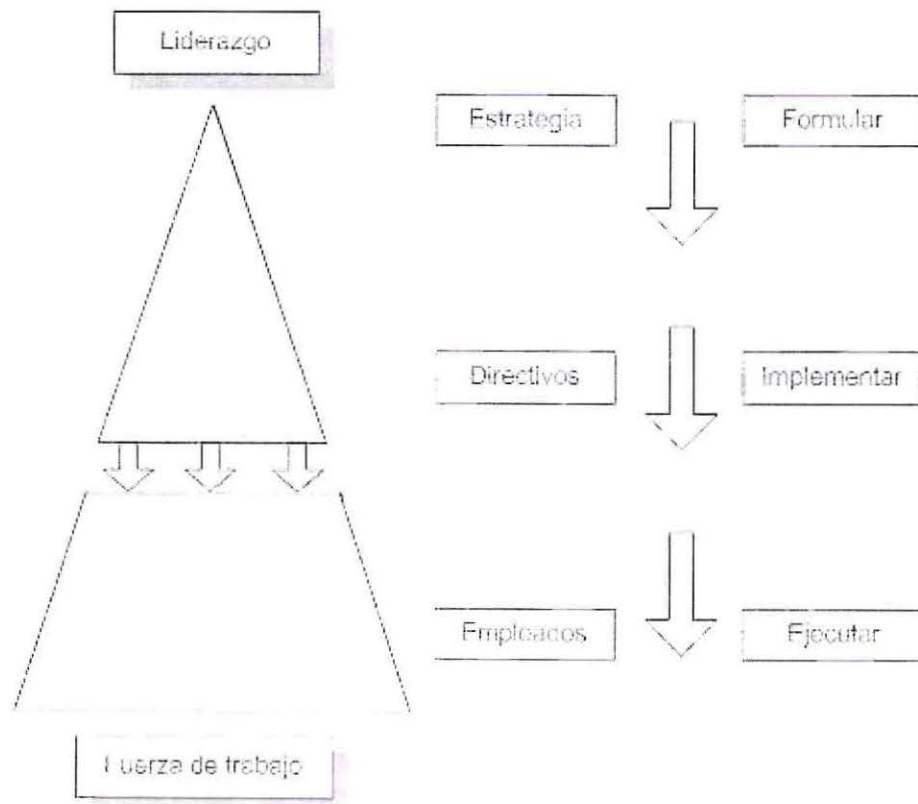 Liderazgo
Estrategia
Formular
Directivos
Implementar
Empleados
Ejecutar
Fuerza de trabajo